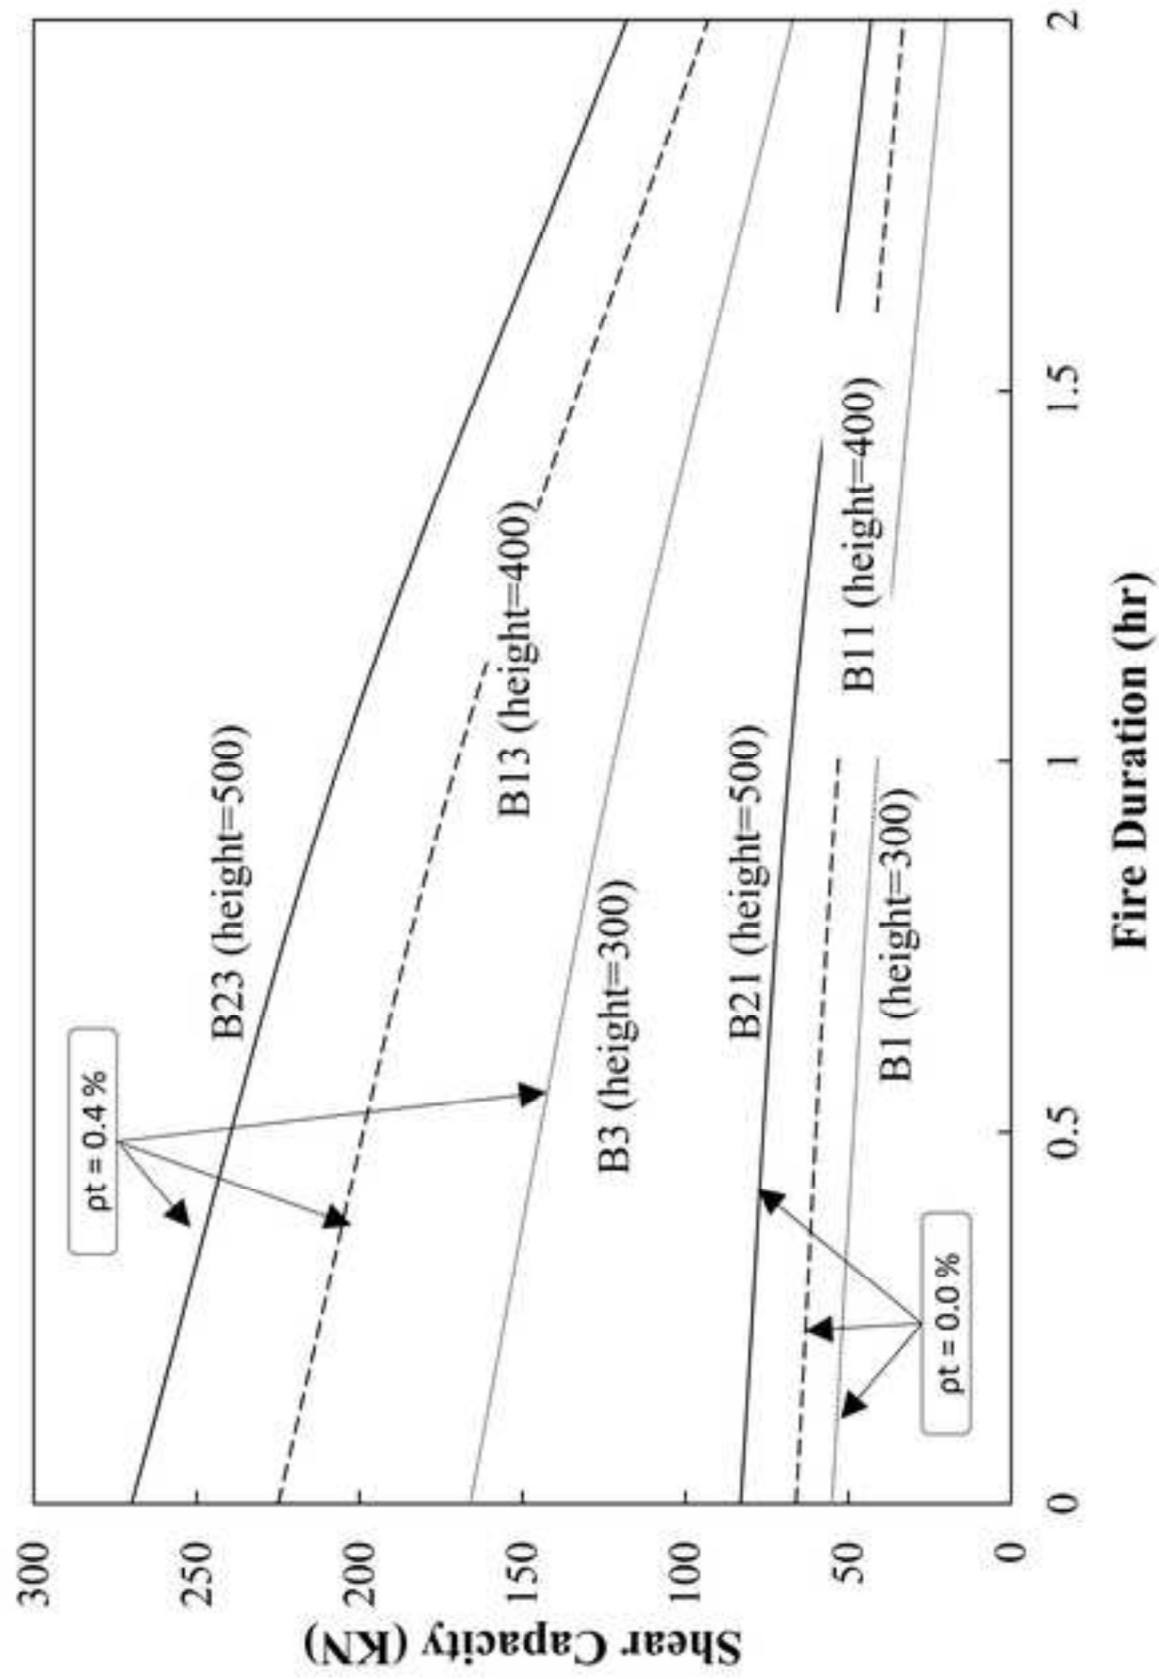 300
250
200
150
100
50
0
Shear Capacity (KN)
ρt = 0.4 %
B23 (height=500)
B13 (height=400)
B3 (height=300)
B21 (height=500)
B11 (height=400)
B1 (height=300)
ρt = 0.0 %
0
0.5
1
1.5
2
Fire Duration (hr)